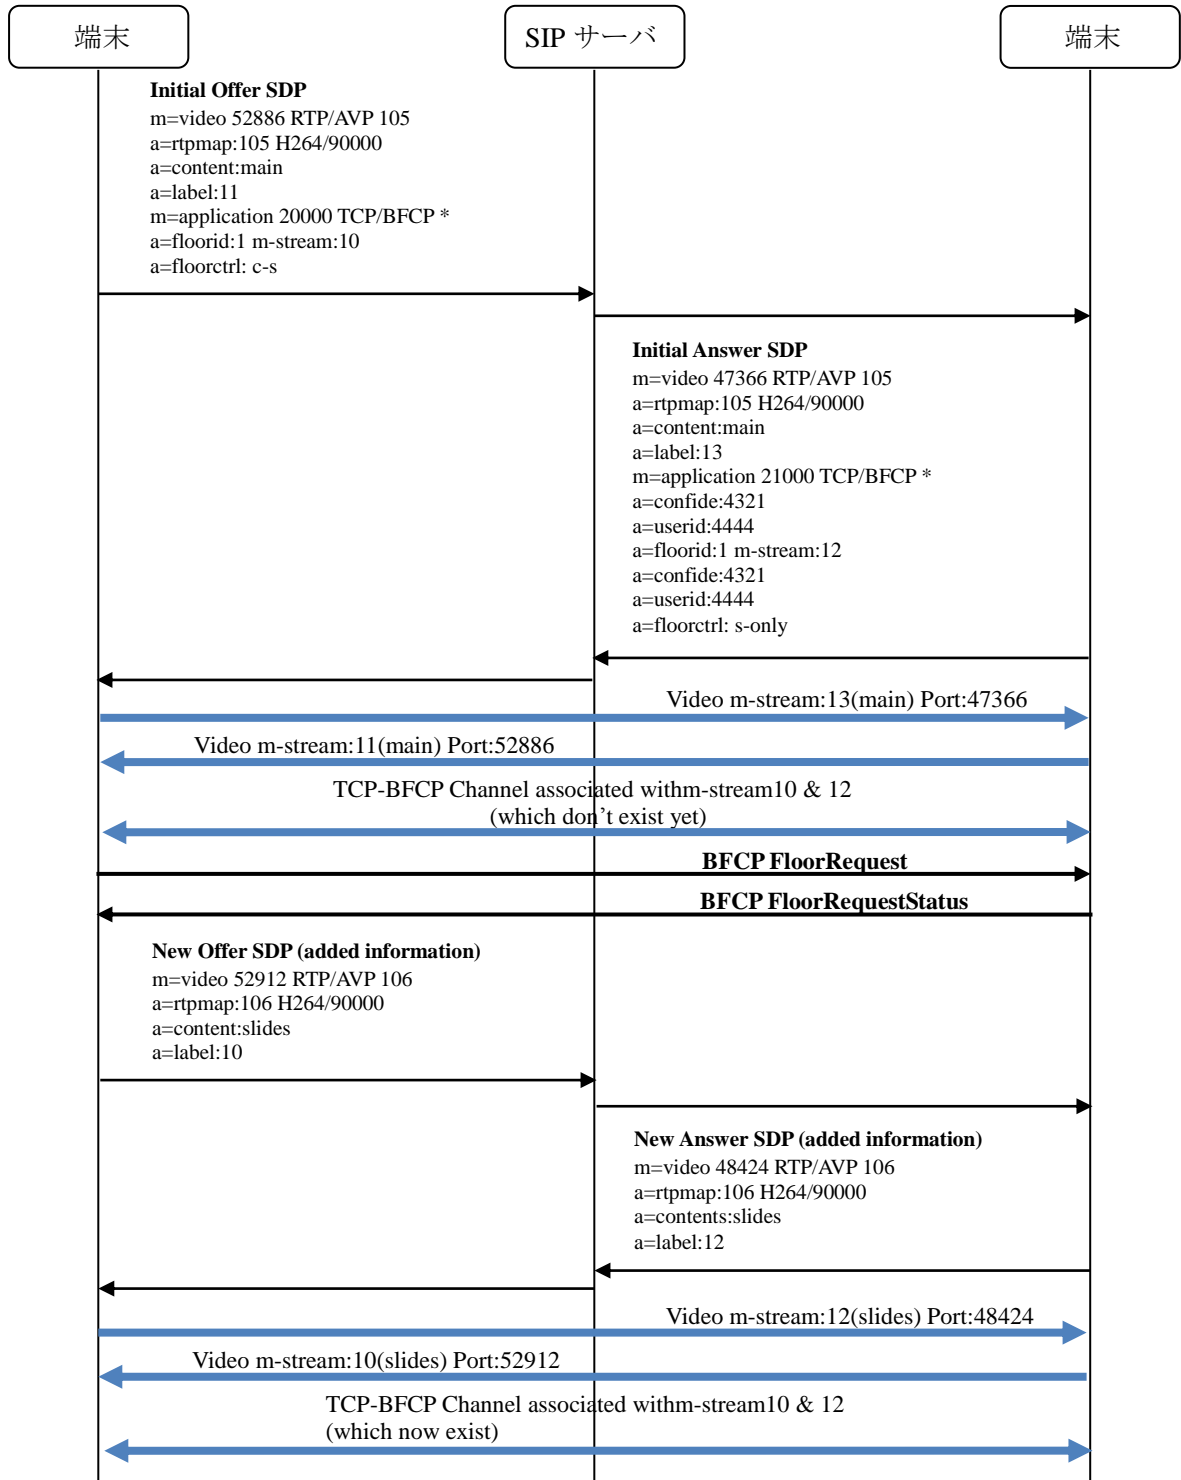 端末
SIP サーバ
端末
Initial Offer SDP
m=video 52886 RTP/AVP 105
a=rtpmap:105 H264/90000
a=content:main
a=label:11
m=application 20000 TCP/BFCP *
a=floorid:1 m-stream:10
a=floorctrl: c-s
Initial Answer SDP
m=video 47366 RTP/AVP 105
a=rtpmap:105 H264/90000
a=content:main
a=label:13
m=application 21000 TCP/BFCP *
a=confide:4321
a=userid:4444
a=floorid:1 m-stream:12
a=confide:4321
a=userid:4444
a=floorctrl: s-only
Video m-stream:13(main) Port:47366
Video m-stream:11(main) Port:52886
TCP-BFCP Channel associated withm-stream10 & 12
(which don't exist yet)
BFCP FloorRequest
BFCP FloorRequestStatus
New Offer SDP (added information)
m=video 52912 RTP/AVP 106
a=rtpmap:106 H264/90000
a=content:slides
a=label:10
New Answer SDP (added information)
m=video 48424 RTP/AVP 106
a=rtpmap:106 H264/90000
a=contents:slides
a=label:12
Video m-stream:12(slides) Port:48424
Video m-stream:10(slides) Port:52912
TCP-BFCP Channel associated withm-stream10 & 12
(which now exist)